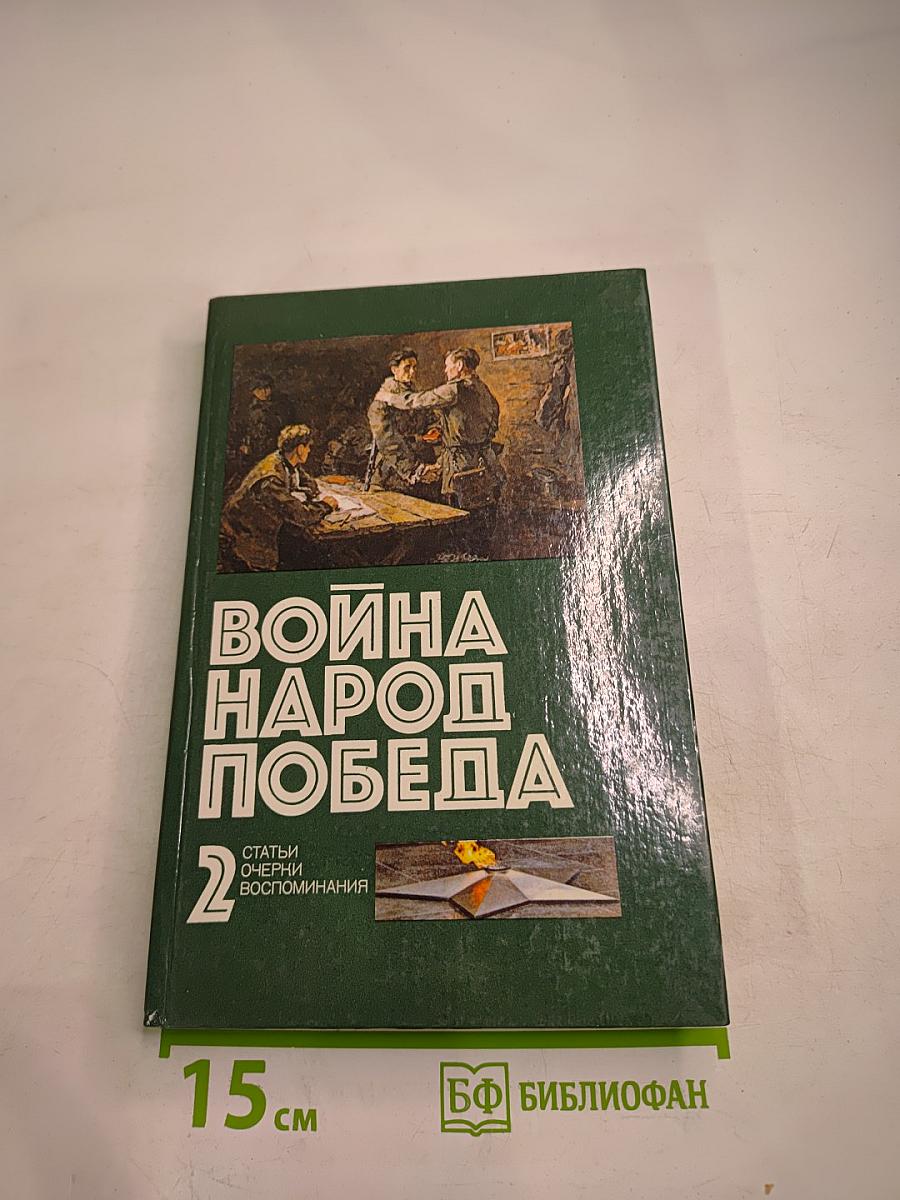 ВОЙНА
НАРОД
ПОБЕДА
2
СТАТЬИ
ОЧЕРКИ
ВОСПОМИНАНИЯ
15 см
БФ БИБЛИОФАН